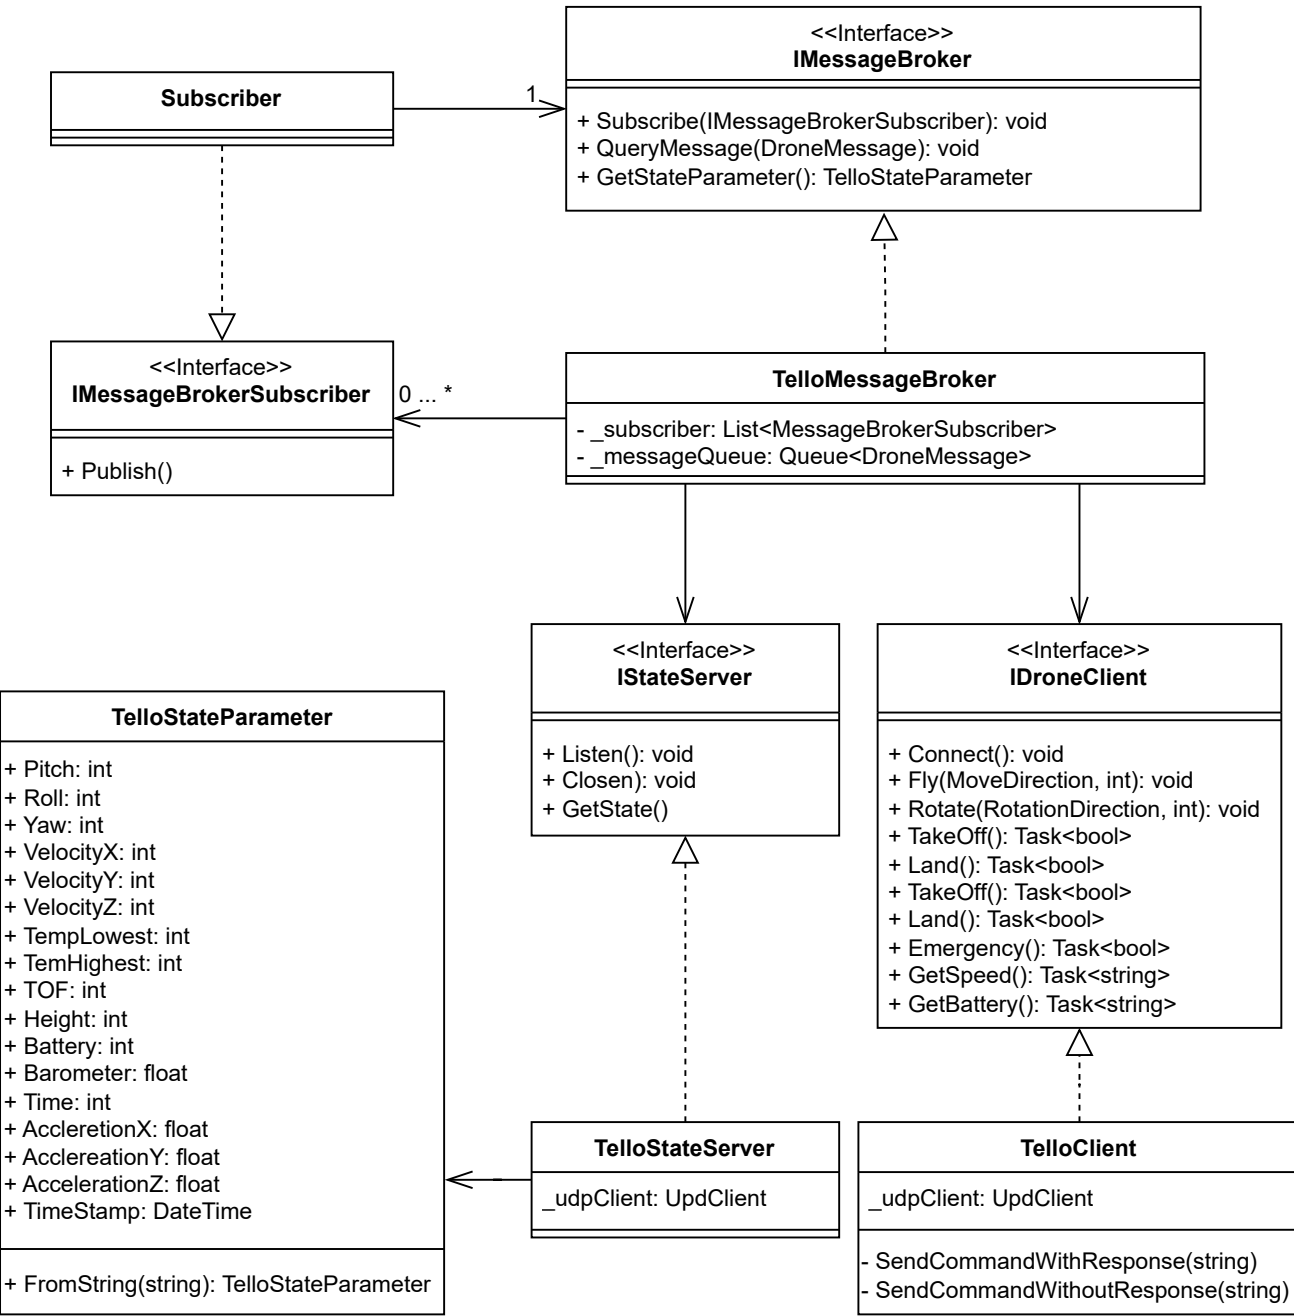 <<Interface>>
IMessageBroker
+ Subscribe(IMessageBrokerSubscriber): void
+ QueryMessage(DroneMessage): void
+ GetStateParameter(): TelloStateParameter
Subscriber
1
<<Interface>>
IMessageBrokerSubscriber
+ Publish()
0 ... *
TelloMessageBroker
- _subscriber: List<MessageBrokerSubscriber>
- _messageQueue: Queue<DroneMessage>
<<Interface>>
IStateServer
+ Listen(): void
+ Closen): void
+ GetState()
<<Interface>>
IDroneClient
+ Connect(): void
+ Fly(MoveDirection, int): void
+ Rotate(RotationDirection, int): void
+ TakeOff(): Task<bool>
+ Land(): Task<bool>
+ TakeOff(): Task<bool>
+ Land(): Task<bool>
+ Emergency(): Task<bool>
+ GetSpeed(): Task<string>
+ GetBattery(): Task<string>
TelloStateParameter
+ Pitch: int
+ Roll: int
+ Yaw: int
+ VelocityX: int
+ VelocityY: int
+ VelocityZ: int
+ TempLowest: int
+ TemHighest: int
+ TOF: int
+ Height: int
+ Battery: int
+ Barometer: float
+ Time: int
+ AccleretionX: float
+ AcclereationY: float
+ AccelerationZ: float
+ TimeStamp: DateTime
+ FromString(string): TelloStateParameter
TelloStateServer
_udpClient: UpdClient
TelloClient
_udpClient: UpdClient
- SendCommandWithResponse(string)
- SendCommandWithoutResponse(string)